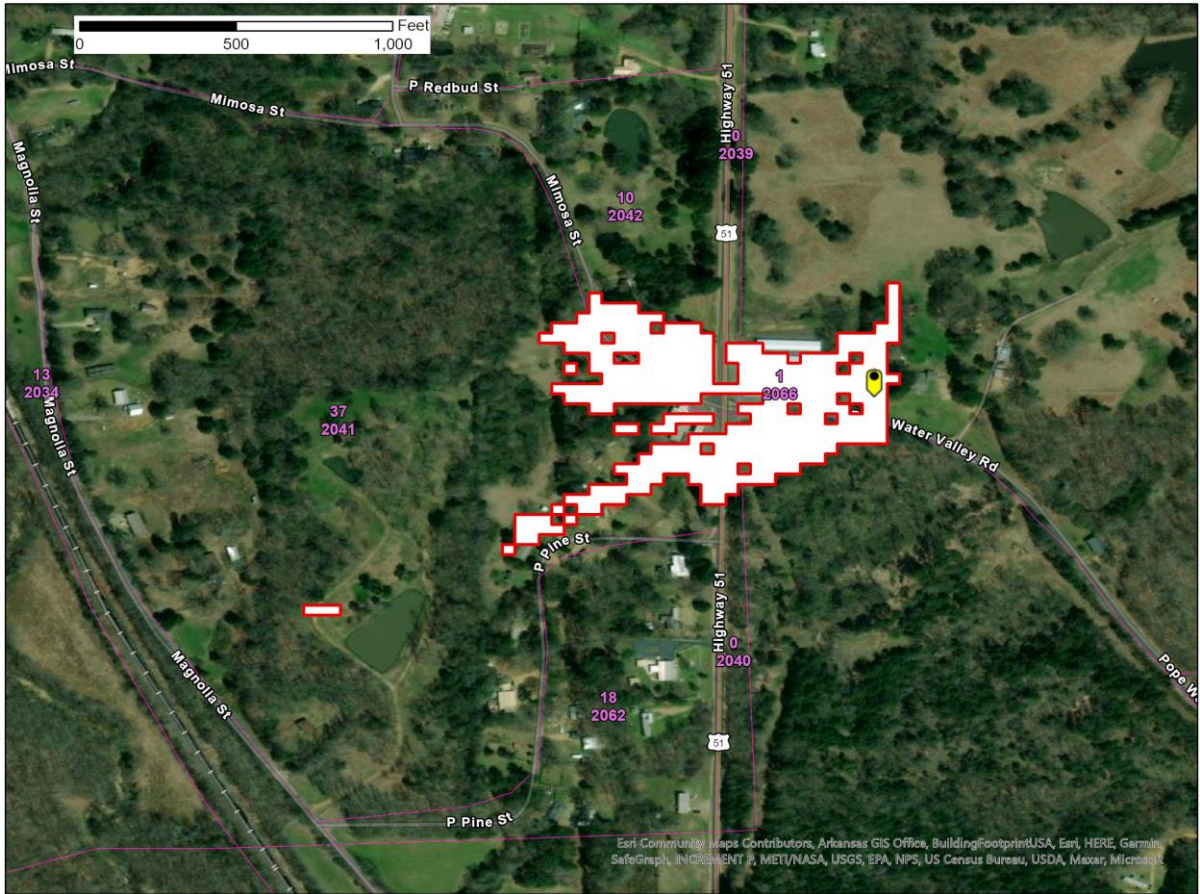 Feet
0 500 1,000
Mimosa St
Mimosa St
P Redbud St
Highway 51
0
2039
Magnolia St
10
2042
Mimosa St
51
13
2034
37
2041
1
2066
Magnolia St
Water Valley Rd
P Pine St
Highway 51
0
2040
Magnolia St
18
2062
Pope W
51
P Pine St
Esri Community Maps Contributors, Arkansas GIS Office, BuildingFootprintUSA, Esri, HERE, Garmin,
SafeGraph, INCREMENT P, METI/NASA, USGS, EPA, NPS, US Census Bureau, USDA, Maxar, Microsoft